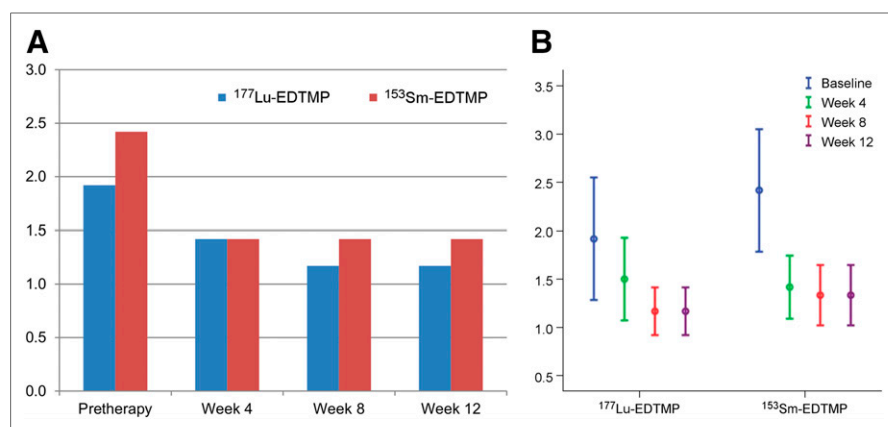 A
3.0
2.5
2.0
1.5
1.0
0.5
0.0
¹⁷⁷Lu-EDTMP ¹⁵³Sm-EDTMP
Pretherapy Week 4 Week 8 Week 12
B
3.5
3.0
2.5
2.0
1.5
1.0
0.5
Baseline
Week 4
Week 8
Week 12
¹⁷⁷Lu-EDTMP ¹⁵³Sm-EDTMP